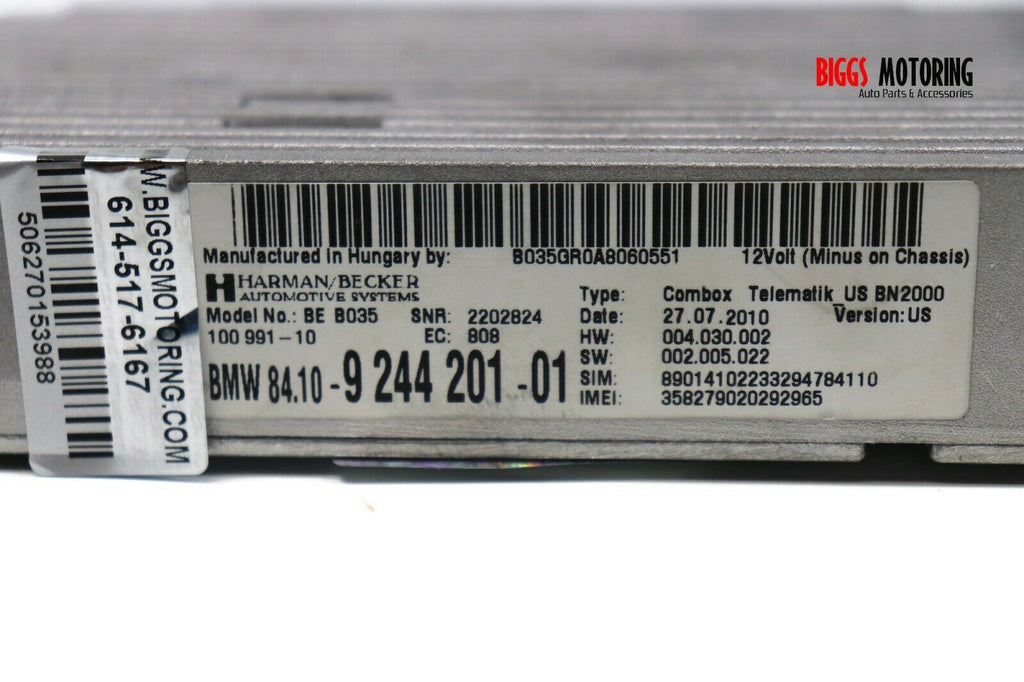 BIGGS MOTORING
Auto Parts & Accessories
W.BIGGSMOTORING.COM
614-517-6167
506270153988
Manufactured in Hungary by: B035GR0A8060551 12Volt (Minus on Chassis)
HARMAN/BECKER
AUTOMOTIVE SYSTEMS
Model No.: BE B035 SNR: 2202824
100 991-10 EC: 808
BMW 84.10 - 9 244 201 - 01
Type: Combox Telematik_US BN2000
Date: 27.07.2010 Version: US
HW: 004.030.002
SW: 002.005.022
SIM: 89014102233294784110
IMEI: 358279020292965